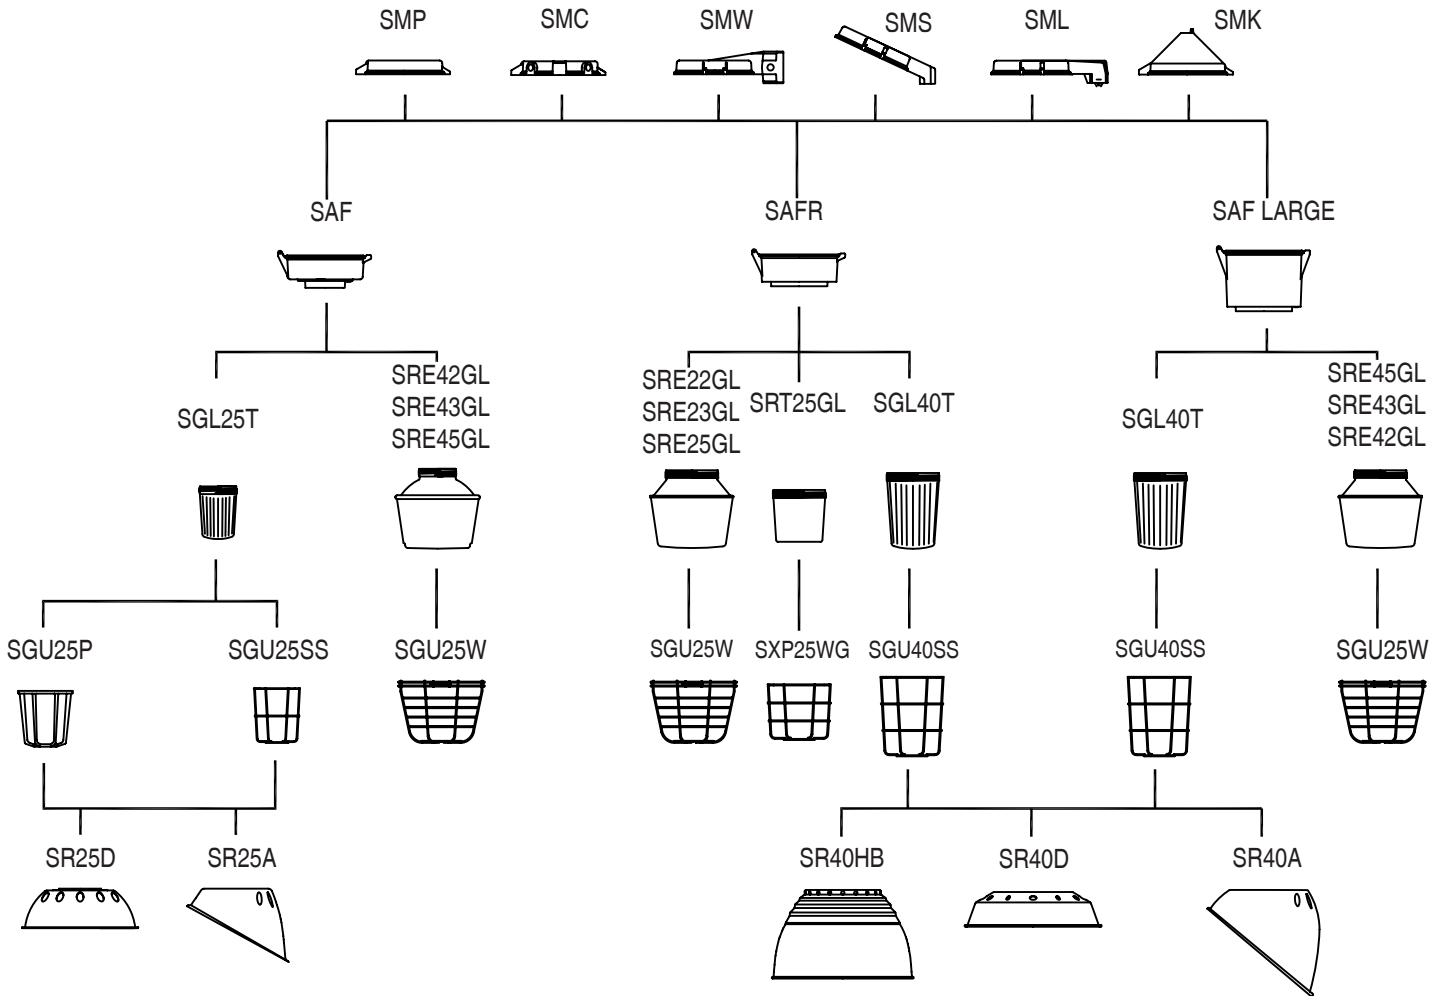 SMP
SMC
SMW
SMS
SML
SMK
SAF
SAFR
SAF LARGE
SGL25T
SRE42GL
SRE43GL
SRE45GL
SRE22GL
SRE23GL
SRE25GL
SRT25GL
SGL40T
SGL40T
SRE45GL
SRE43GL
SRE42GL
SGU25P
SGU25SS
SGU25W
SGU25W
SXP25WG
SGU40SS
SGU40SS
SGU25W
SR25D
SR25A
SR40HB
SR40D
SR40A